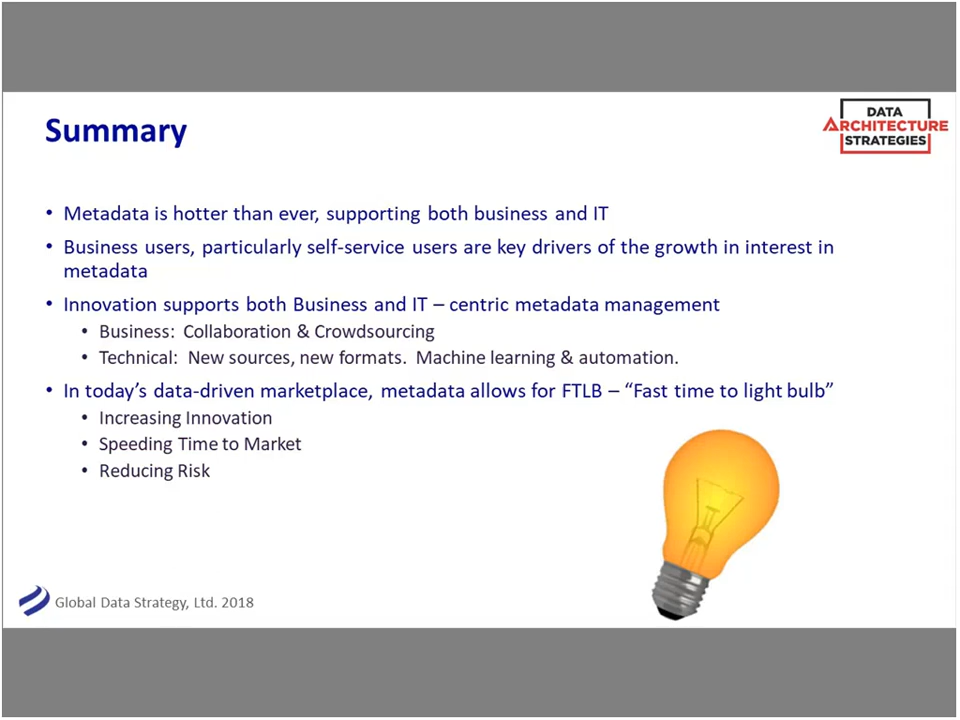 Summary
DATA
ARCHITECTURE
STRATEGIES
• Metadata is hotter than ever, supporting both business and IT
• Business users, particularly self-service users are key drivers of the growth in interest in
metadata
• Innovation supports both Business and IT – centric metadata management
• Business: Collaboration & Crowdsourcing
• Technical: New sources, new formats. Machine learning & automation.
• In today’s data-driven marketplace, metadata allows for FTLB – “Fast time to light bulb”
• Increasing Innovation
• Speeding Time to Market
• Reducing Risk
Global Data Strategy, Ltd. 2018